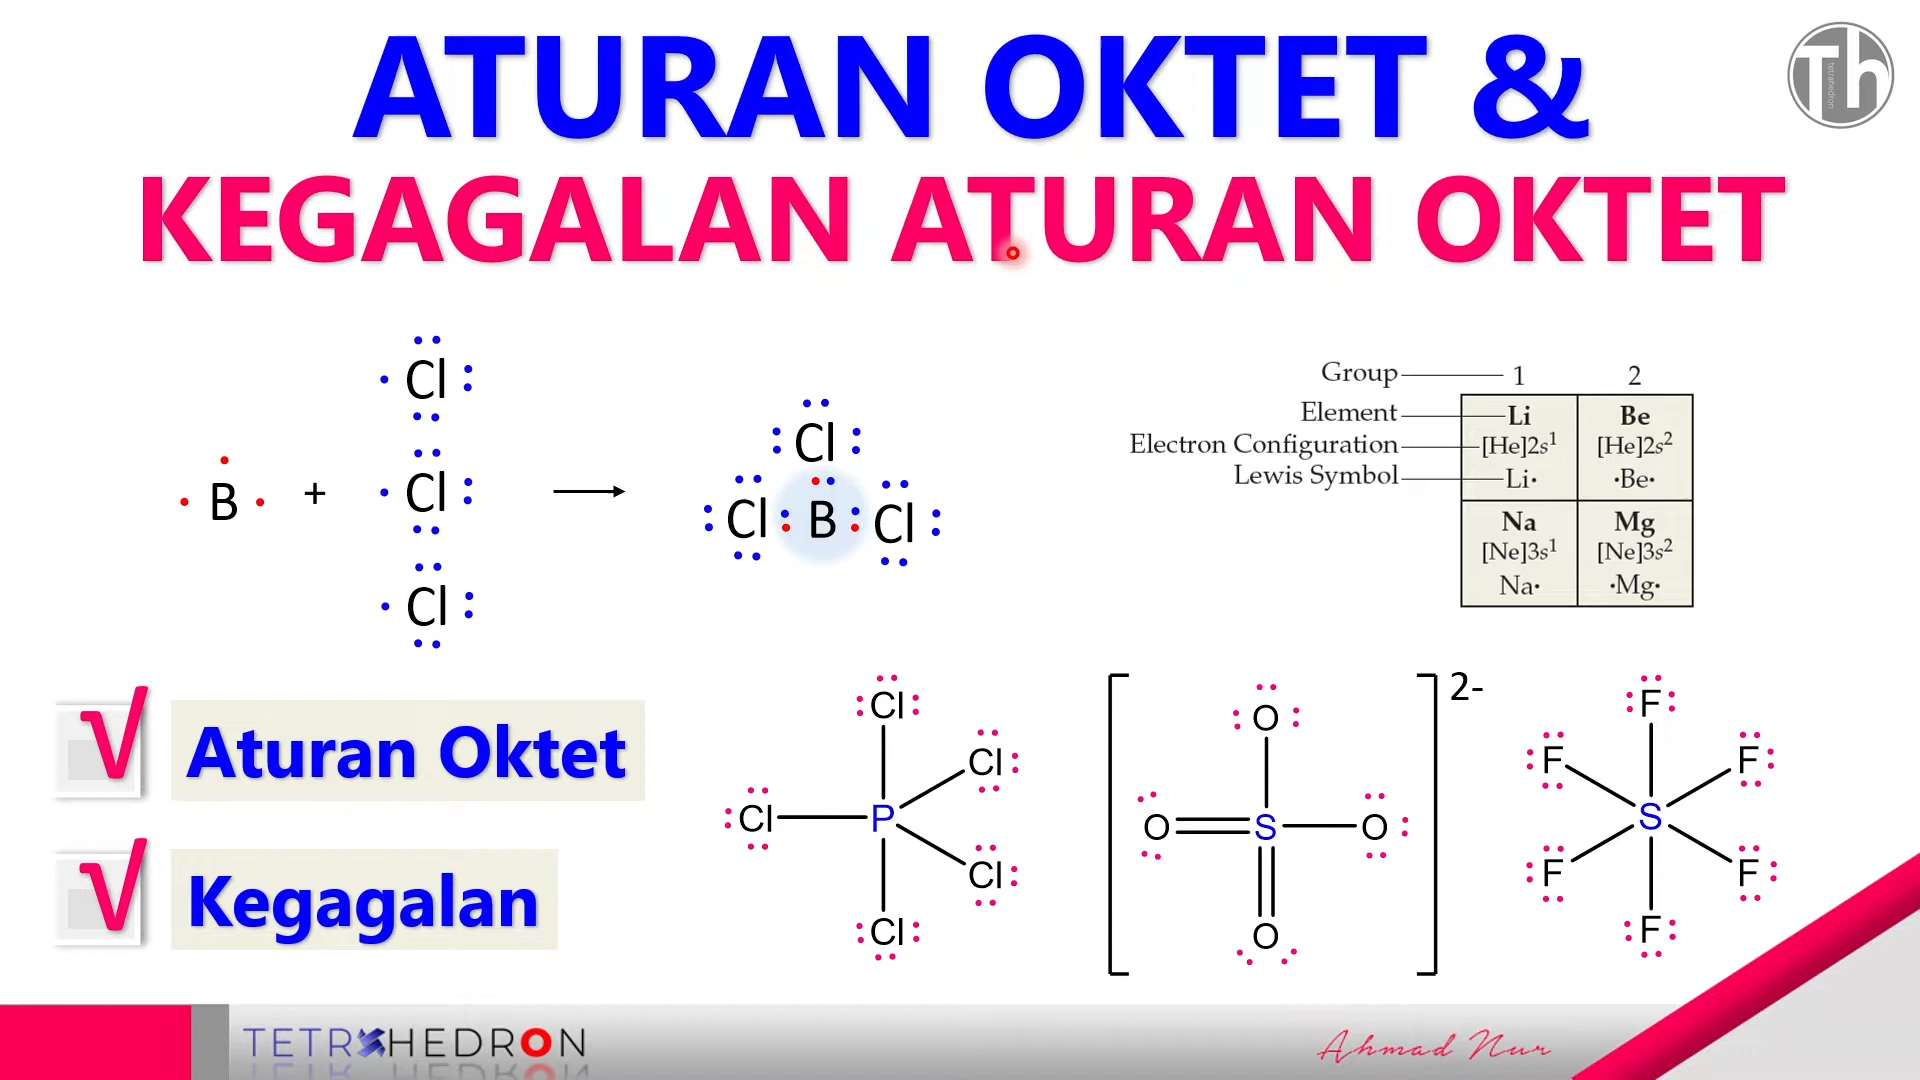 ATURAN OKTET &
KEGAGALAN ATURAN OKTET
Th
tetrahedron
Cl
Cl
Cl
B +
Cl
Cl B Cl
Group 1 2
Element Li Be
Electron Configuration [He]2s¹ [He]2s²
Lewis Symbol Li· ·Be·
Na Mg
[Ne]3s¹ [Ne]3s²
Na· ·Mg·
√ Aturan Oktet
√ Kegagalan
Cl
Cl
Cl P
Cl
Cl
2-
O
O S O
O
F
F F
S
F F
F
TETRAHEDRON
Ahmad Nur